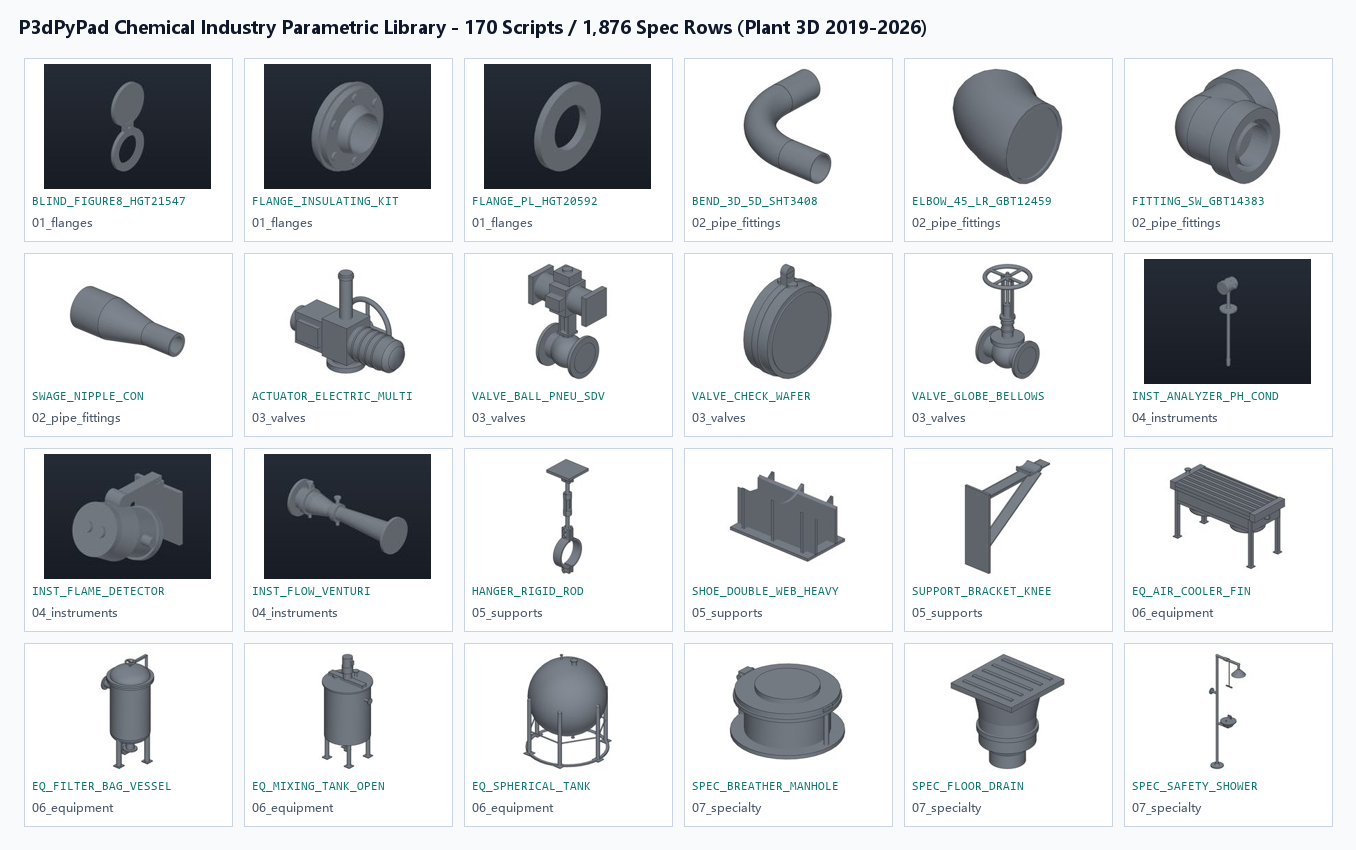 P3dPyPad Chemical Industry Parametric Library - 170 Scripts / 1,876 Spec Rows (Plant 3D 2019-2026)
BLIND_FIGURE8_HGT21547
01_flanges
FLANGE_INSULATING_KIT
01_flanges
FLANGE_PL_HGT20592
01_flanges
BEND_3D_5D_SHT3408
02_pipe_fittings
ELBOW_45_LR_GBT12459
02_pipe_fittings
FITTING_SW_GBT14383
02_pipe_fittings
SWAGE_NIPPLE_CON
02_pipe_fittings
ACTUATOR_ELECTRIC_MULTI
03_valves
VALVE_BALL_PNEU_SDV
03_valves
VALVE_CHECK_WAFER
03_valves
VALVE_GLOBE_BELLOWS
03_valves
INST_ANALYZER_PH_COND
04_instruments
INST_FLAME_DETECTOR
04_instruments
INST_FLOW_VENTURI
04_instruments
HANGER_RIGID_ROD
05_supports
SHOE_DOUBLE_WEB_HEAVY
05_supports
SUPPORT_BRACKET_KNEE
05_supports
EQ_AIR_COOLER_FIN
06_equipment
EQ_FILTER_BAG_VESSEL
06_equipment
EQ_MIXING_TANK_OPEN
06_equipment
EQ_SPHERICAL_TANK
06_equipment
SPEC_BREATHER_MANHOLE
07_specialty
SPEC_FLOOR_DRAIN
07_specialty
SPEC_SAFETY_SHOWER
07_specialty